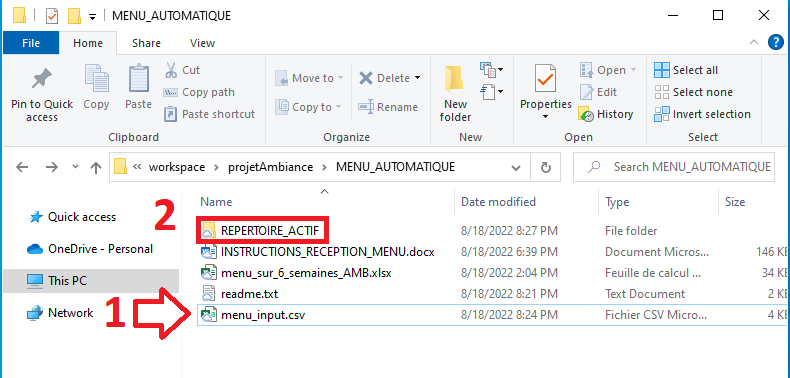 MENU_AUTOMATIQUE
File Home Share View
Pin to Quick access
Copy
Paste
Cut
Copy path
Paste shortcut
Clipboard
Move to
Copy to
Delete
Rename
Organize
New folder
New
Properties
Open
Edit
History
Open
Select all
Select none
Invert selection
Select
workspace projetAmbiance MENU_AUTOMATIQUE
Search MENU_AUTOMATIQUE
Quick access
OneDrive - Personal
This PC
Network
Name Date modified Type Size
2
REPERTOIRE_ACTIF 8/18/2022 8:27 PM File folder
INSTRUCTIONS_RECEPTION_MENU.docx 8/18/2022 6:39 PM Document Micros... 146 KB
menu_sur_6_semaines_AMB.xlsx 8/18/2022 2:04 PM Feuille de calcul ... 34 KB
readme.txt 8/18/2022 8:21 PM Text Document 2 KB
1
menu_input.csv 8/18/2022 8:24 PM Fichier CSV Micro... 4 KB